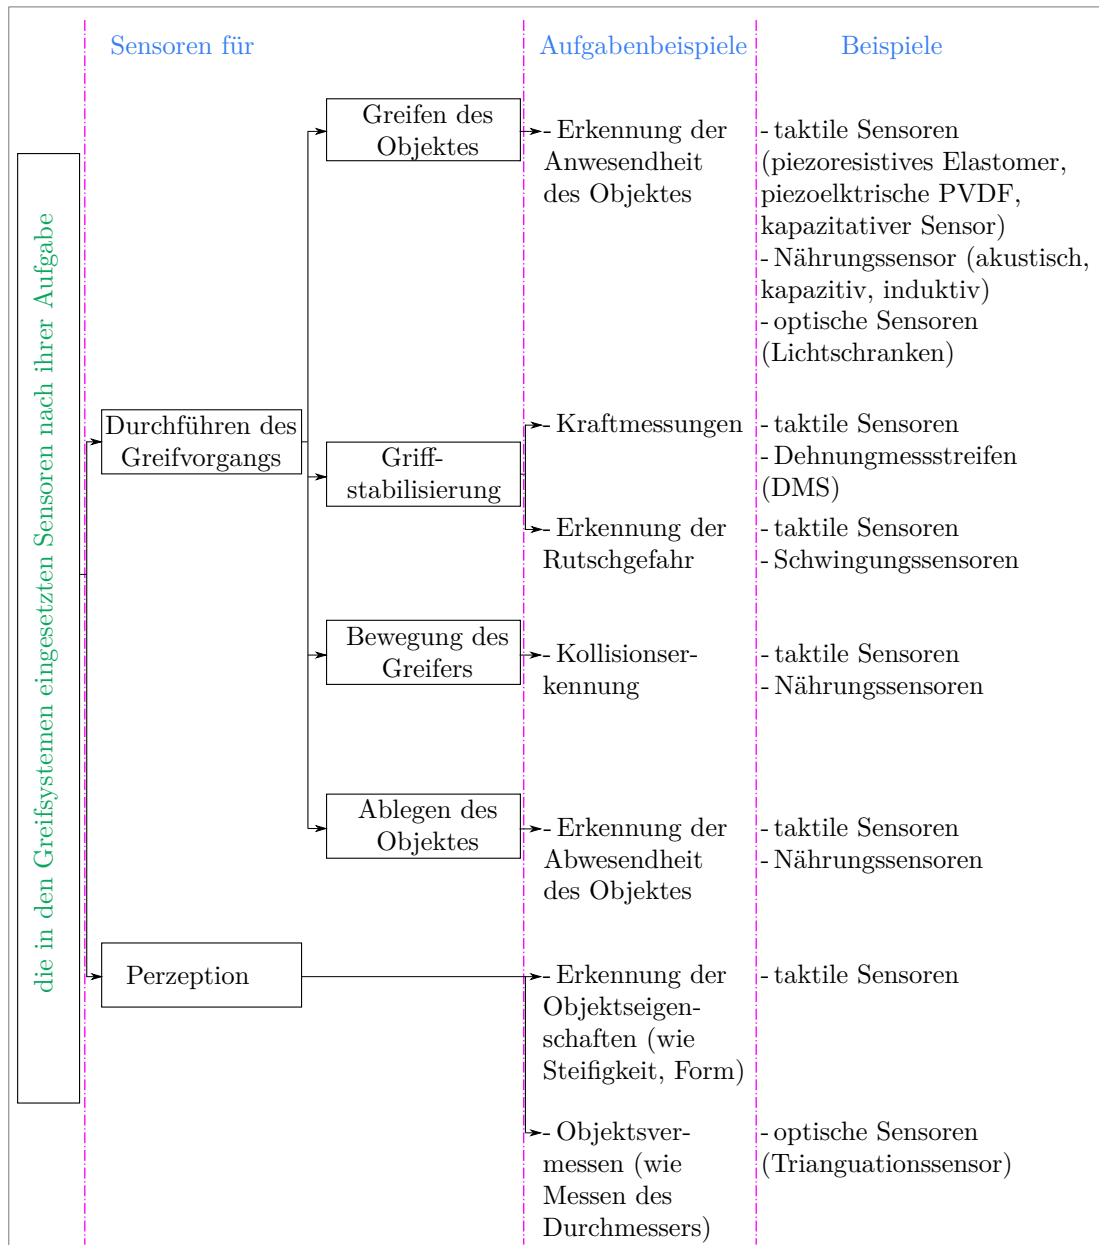 Sensoren für
Aufgabenbeispiele
Beispiele
die in den Greifsystemen eingesetzten Sensoren nach ihrer Aufgabe
Durchführen des
Greifvorgangs
Greifen des
Objektes
- Erkennung der
Anwesendheit
des Objektes
- taktile Sensoren
(piezoresistives Elastomer,
piezoelktrische PVDF,
kapazitativer Sensor)
- Nährungssensor (akustisch,
kapazitiv, induktiv)
- optische Sensoren
(Lichtschranken)
Griff-
stabilisierung
- Kraftmessungen
- taktile Sensoren
- Dehnungmessstreifen
(DMS)
- Erkennung der
Rutschgefahr
- taktile Sensoren
- Schwingungssensoren
Bewegung des
Greifers
- Kollisionser-
kennung
- taktile Sensoren
- Nährungssensoren
Ablegen des
Objektes
- Erkennung der
Abwesendheit
des Objektes
- taktile Sensoren
- Nährungssensoren
Perzeption
- Erkennung der
Objektseigen-
schaften (wie
Steifigkeit, Form)
- taktile Sensoren
- Objektsver-
messen (wie
Messen des
Durchmessers)
- optische Sensoren
(Trianguationssensor)